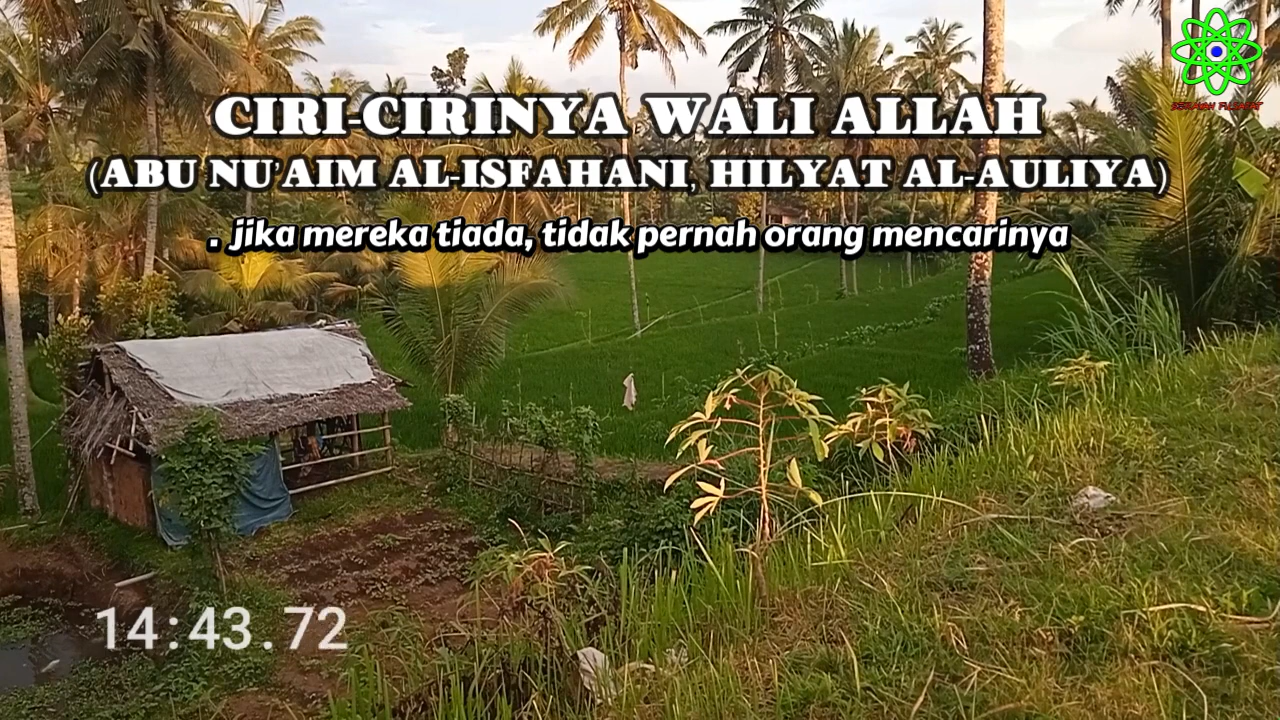 CIRI-CIRINYA WALI ALLAH
(ABU NU'AIM AL-ISFAHANI, HILYAT AL-AULIYA)
. jika mereka tiada, tidak pernah orang mencarinya
14:43.72